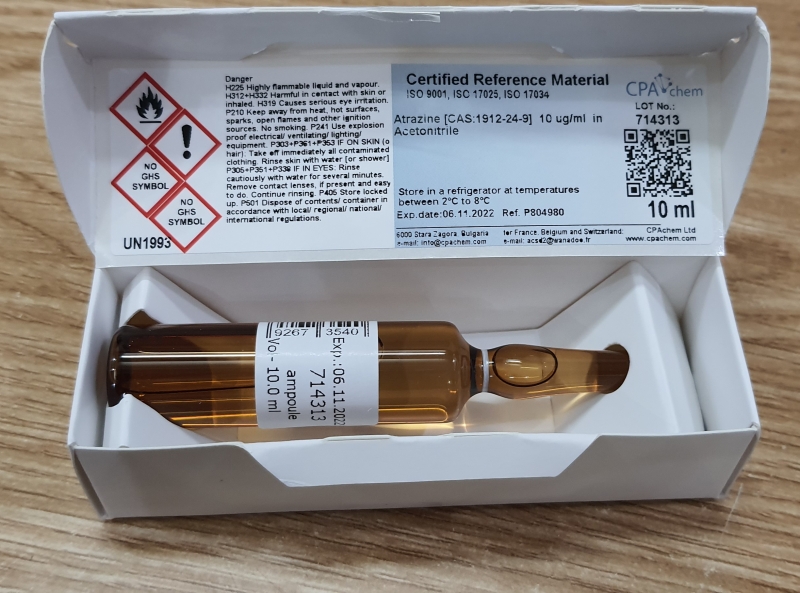 Danger
H225 Highly flammable liquid and vapour.
H312+H332 Harmful in contact with skin or
inhaled. H319 Causes serious eye irritation.
P210 Keep away from heat, hot surfaces,
sparks, open flames and other ignition
sources. No smoking. P241 Use explosion
proof electrical/ ventilating/ lighting/
equipment. P303+P361+P353 IF ON SKIN (o
hair): Take off immediately all contaminated
clothing. Rinse skin with water [or shower]
P305+P351+P338 IF IN EYES: Rinse
cautiously with water for several minutes.
Remove contact lenses, if present and easy
to do. Continue rinsing. P405 Store locked
up. P501 Dispose of contents/ container in
accordance with local/ regional/ national/
international regulations.
NO
GHS
SYMBOL
NO
GHS
SYMBOL
UN1993
Certified Reference Material
ISO 9001, ISO 17025, ISO 17034
Atrazine [CAS:1912-24-9] 10 ug/ml in
Acetonitrile
Store in a refrigerator at temperatures
between 2°C to 8°C
Exp.date:06.11.2022 Ref. P804980
CPAchem
LOT No.:
714313
10 ml
6000 Stara Zagora, Bulgaria
e-mail: info@cpachem.com
for France, Belgium and Switzerland:
e-mail: acsd2@wanadoo.fr
CPAchem Ltd
www.cpachem.com
9267 3540
Exp.:06.11.2022
714313
ampoule
Vol- 10.0 ml